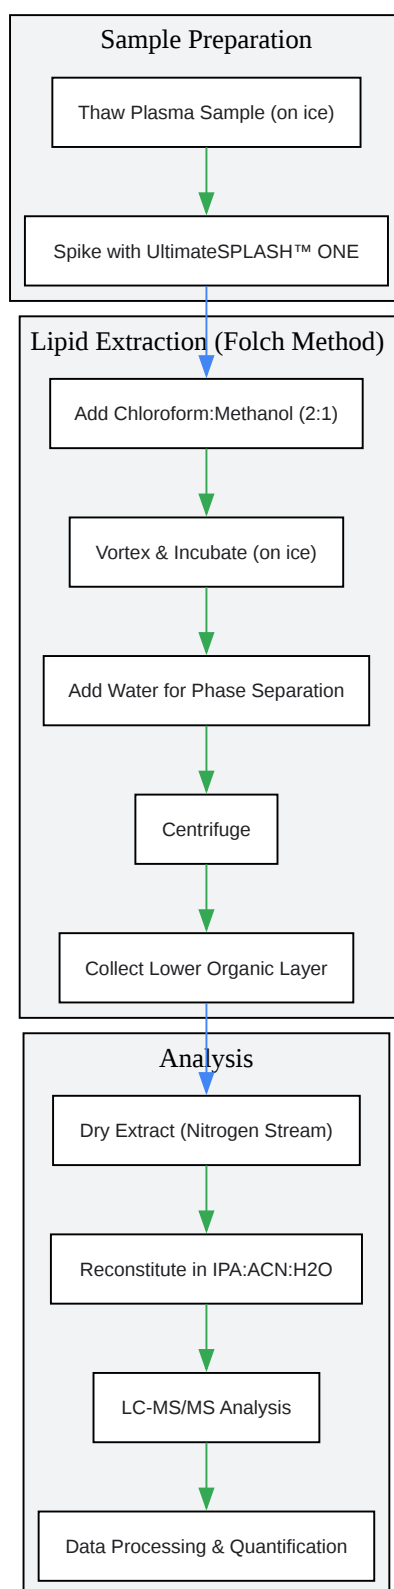 Sample Preparation
Thaw Plasma Sample (on ice)
Spike with UltimateSPLASH™ ONE
Lipid Extraction (Folch Method)
Add Chloroform:Methanol (2:1)
Vortex & Incubate (on ice)
Add Water for Phase Separation
Centrifuge
Collect Lower Organic Layer
Analysis
Dry Extract (Nitrogen Stream)
Reconstitute in IPA:ACN:H2O
LC-MS/MS Analysis
Data Processing & Quantification